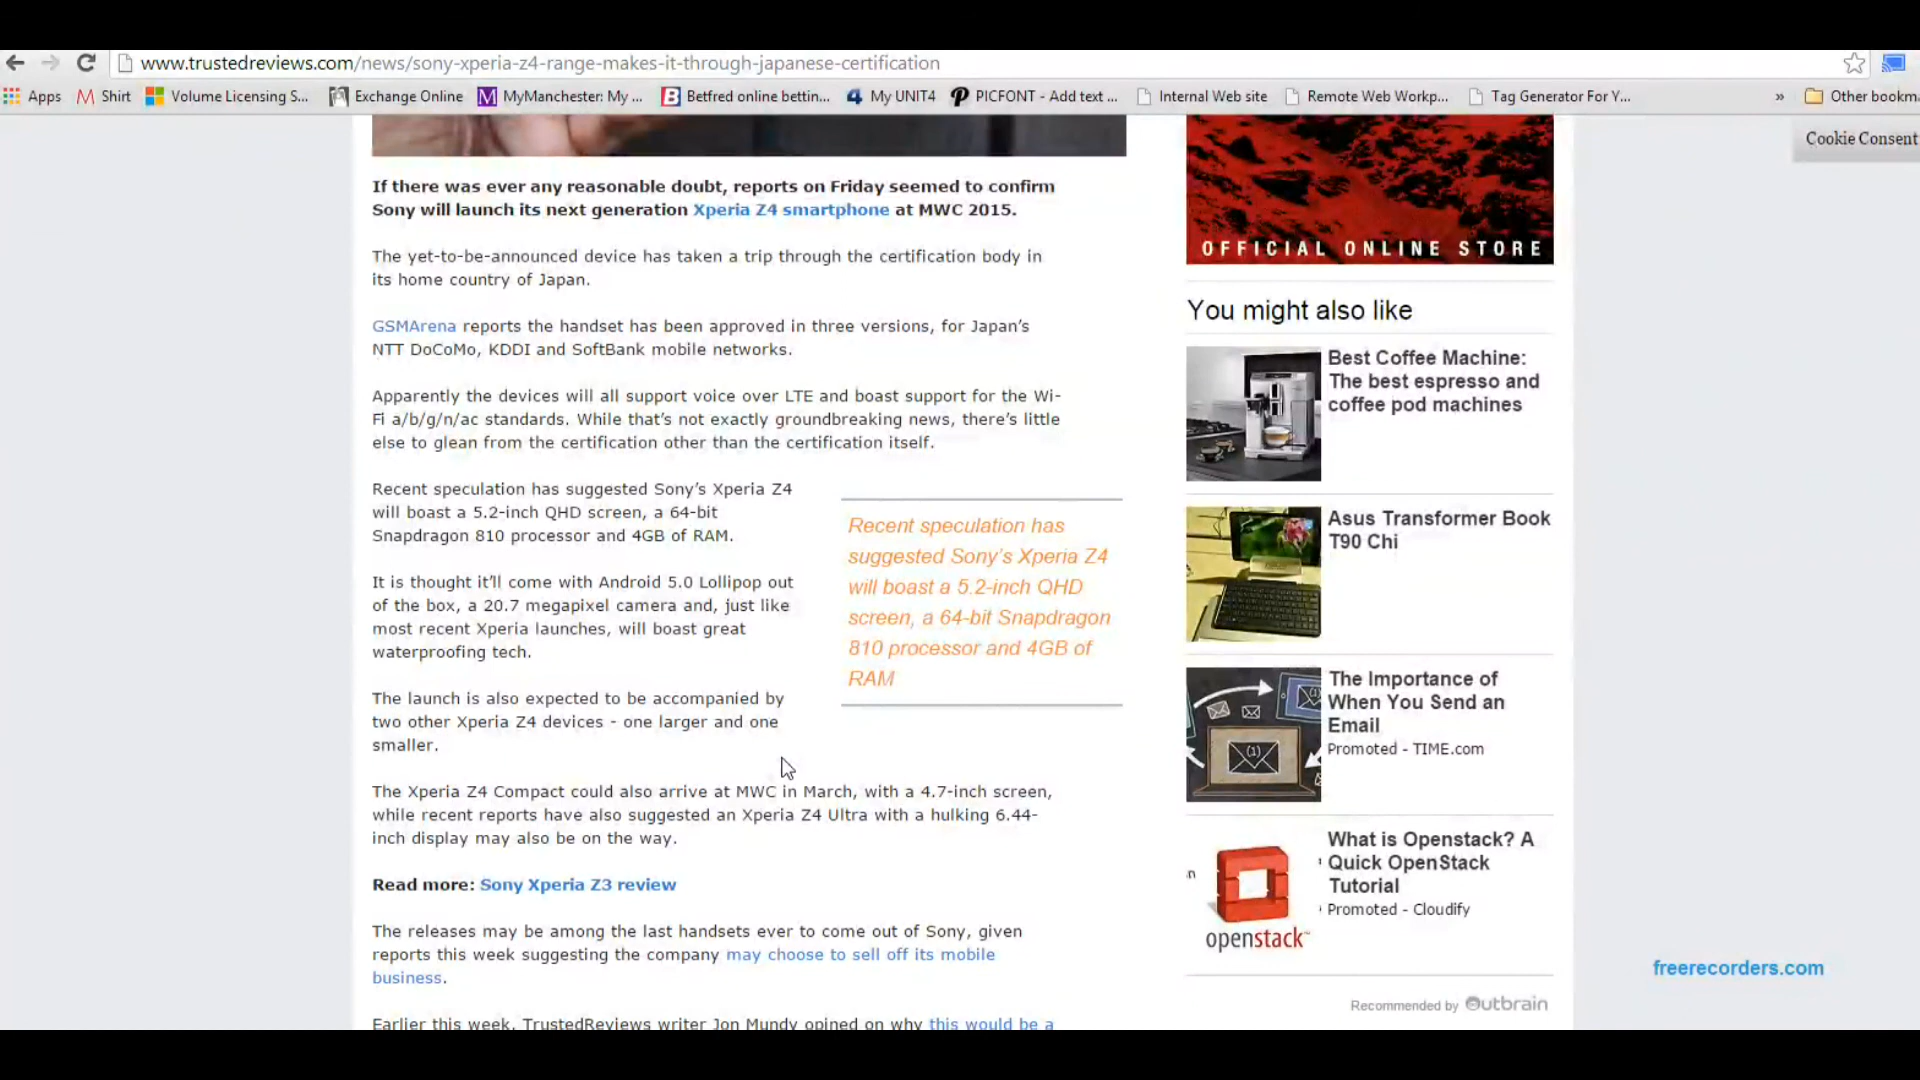 www.trustedreviews.com/news/sony-xperia-z4-range-makes-it-through-japanese-certification
Apps
Shirt
Volume Licensing S...
Exchange Online
MyManchester: My ...
Betfred online bettin...
My UNIT4
PICFONT - Add text ...
Internal Web site
Remote Web Workp...
Tag Generator For Y...
»
Other bookm
Cookie Consent
If there was ever any reasonable doubt, reports on Friday seemed to confirm
Sony will launch its next generation Xperia Z4 smartphone at MWC 2015.
The yet-to-be-announced device has taken a trip through the certification body in
its home country of Japan.
GSMArena reports the handset has been approved in three versions, for Japan's
NTT DoCoMo, KDDI and SoftBank mobile networks.
Apparently the devices will all support voice over LTE and boast support for the Wi-
Fi a/b/g/n/ac standards. While that's not exactly groundbreaking news, there's little
else to glean from the certification other than the certification itself.
Recent speculation has suggested Sony's Xperia Z4
will boast a 5.2-inch QHD screen, a 64-bit
Snapdragon 810 processor and 4GB of RAM.
It is thought it'll come with Android 5.0 Lollipop out
of the box, a 20.7 megapixel camera and, just like
most recent Xperia launches, will boast great
waterproofing tech.
The launch is also expected to be accompanied by
two other Xperia Z4 devices - one larger and one
smaller.
Recent speculation has
suggested Sony's Xperia Z4
will boast a 5.2-inch QHD
screen, a 64-bit Snapdragon
810 processor and 4GB of
RAM
The Xperia Z4 Compact could also arrive at MWC in March, with a 4.7-inch screen,
while recent reports have also suggested an Xperia Z4 Ultra with a hulking 6.44-
inch display may also be on the way.
Read more: Sony Xperia Z3 review
The releases may be among the last handsets ever to come out of Sony, given
reports this week suggesting the company may choose to sell off its mobile
business.
Earlier this week, TrustedReviews writer Jon Mundy opined on why this would be a
OFFICIAL ONLINE STORE
You might also like
Best Coffee Machine:
The best espresso and
coffee pod machines
Asus Transformer Book
T90 Chi
(1)
The Importance of
When You Send an
Email
Promoted - TIME.com
n
openstack™
What is Openstack? A
Quick OpenStack
Tutorial
Promoted - Cloudify
Recommended by Outbrain
freerecorders.com